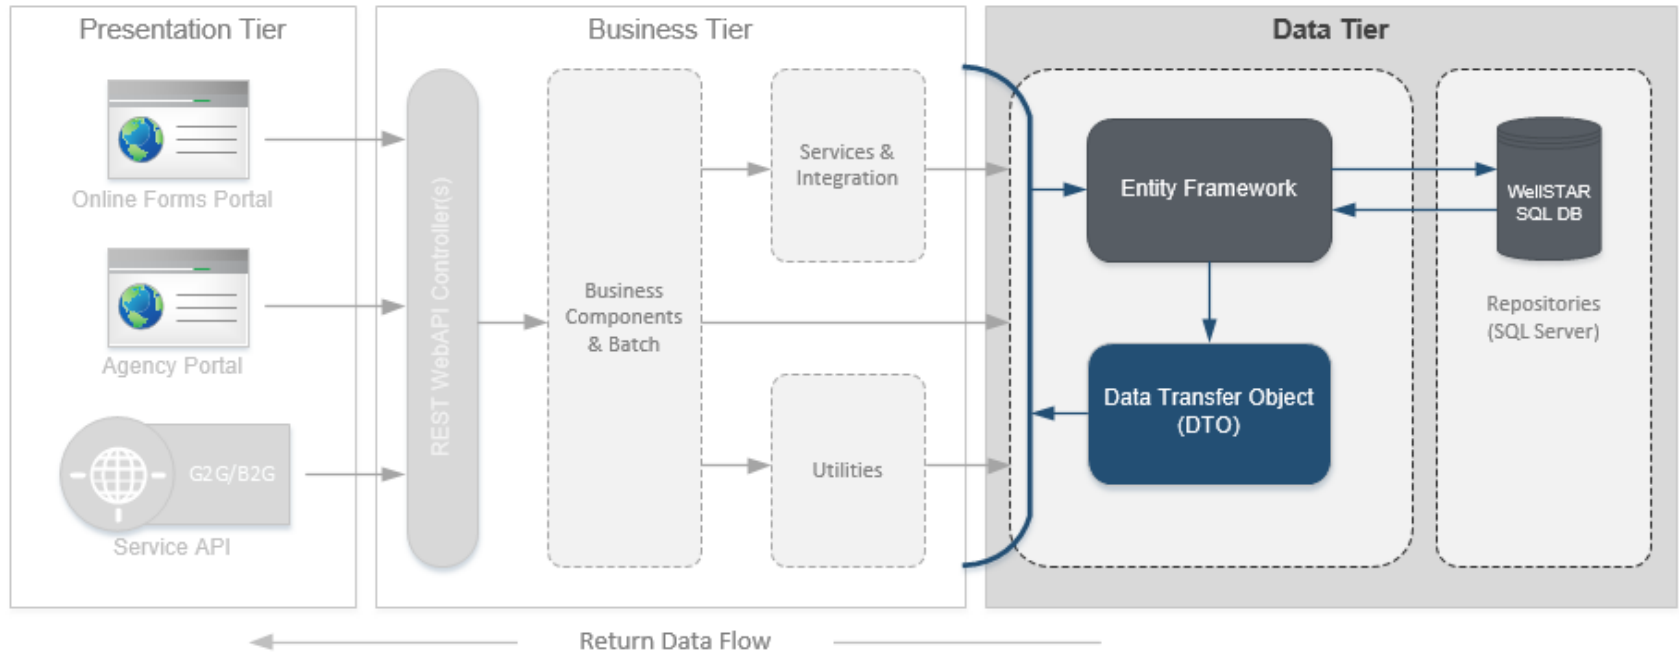 Presentation Tier
Business Tier
Data Tier
Online Forms Portal
Agency Portal
G2G/B2G
Service API
REST WebAPI Controller(s)
Business
Components
& Batch
Services &
Integration
Utilities
Entity Framework
Data Transfer Object
(DTO)
WellSTAR
SQL DB
Repositories
(SQL Server)
Return Data Flow